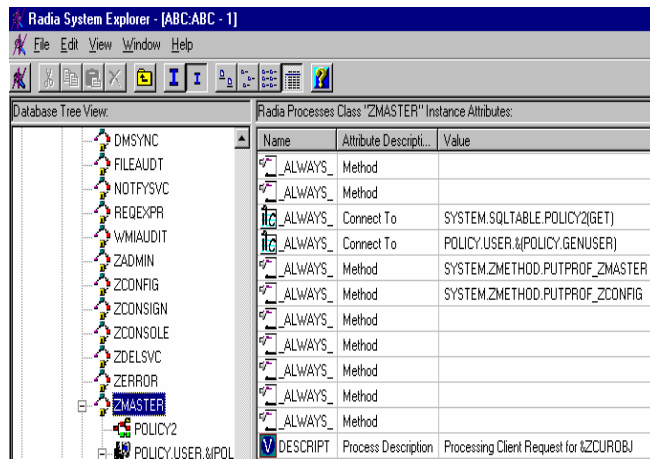 Radia System Explorer - [ABC:ABC - 1]
File Edit View Window Help
Database Tree View:
Radia Processes Class "ZMASTER" Instance Attributes:
DMSYNC
FILEAUDT
NOTFYSVC
REQEXPR
WMIAUDIT
ZADMIN
ZCONFIG
ZCONSIGN
ZCONSOLE
ZDELSVC
ZERROR
ZMASTER
POLICY2
POLICY.USER.&(POL
Name Attribute Descripti... Value
_ALWAYS_ Method
_ALWAYS_ Method
_ALWAYS_ Connect To SYSTEM.SQLTABLE.POLICY2(GET)
_ALWAYS_ Connect To POLICY.USER.&(POLICY.GENUSER)
_ALWAYS_ Method SYSTEM.ZMETHOD.PUTPROF_ZMASTER
_ALWAYS_ Method SYSTEM.ZMETHOD.PUTPROF_ZCONFIG
_ALWAYS_ Method
_ALWAYS_ Method
_ALWAYS_ Method
_ALWAYS_ Method
DESCRIPT Process Description Processing Client Request for &ZCUROBJ